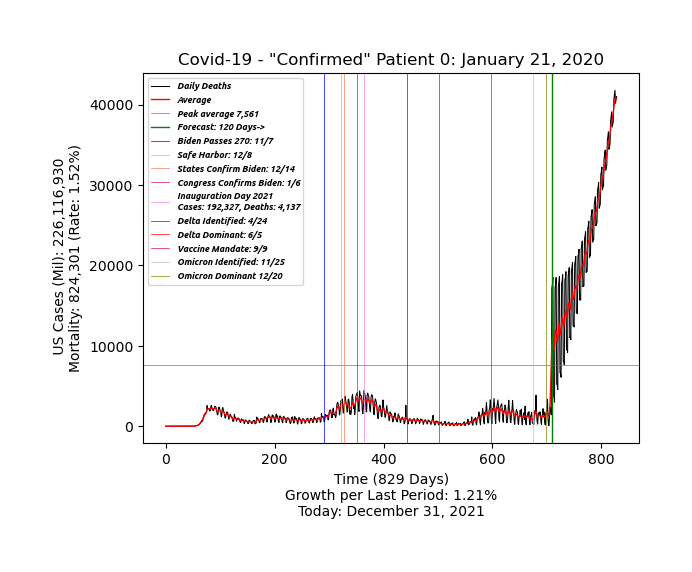 Covid-19 - "Confirmed" Patient 0: January 21, 2020
Daily Deaths
Average
Peak average 7,561
Forecast: 120 Days->
Biden Passes 270: 11/7
Safe Harbor: 12/8
States Confirm Biden: 12/14
Congress Confirms Biden: 1/6
Inauguration Day 2021
Cases: 192,327, Deaths: 4,137
Delta Identified: 4/24
Delta Dominant: 6/5
Vaccine Mandate: 9/9
Omicron Identified: 11/25
Omicron Dominant 12/20
US Cases (Mil): 226,116,930
Mortality: 824,301 (Rate: 1.52%)
40000
30000
20000
10000
0
0 200 400 600 800
Time (829 Days)
Growth per Last Period: 1.21%
Today: December 31, 2021